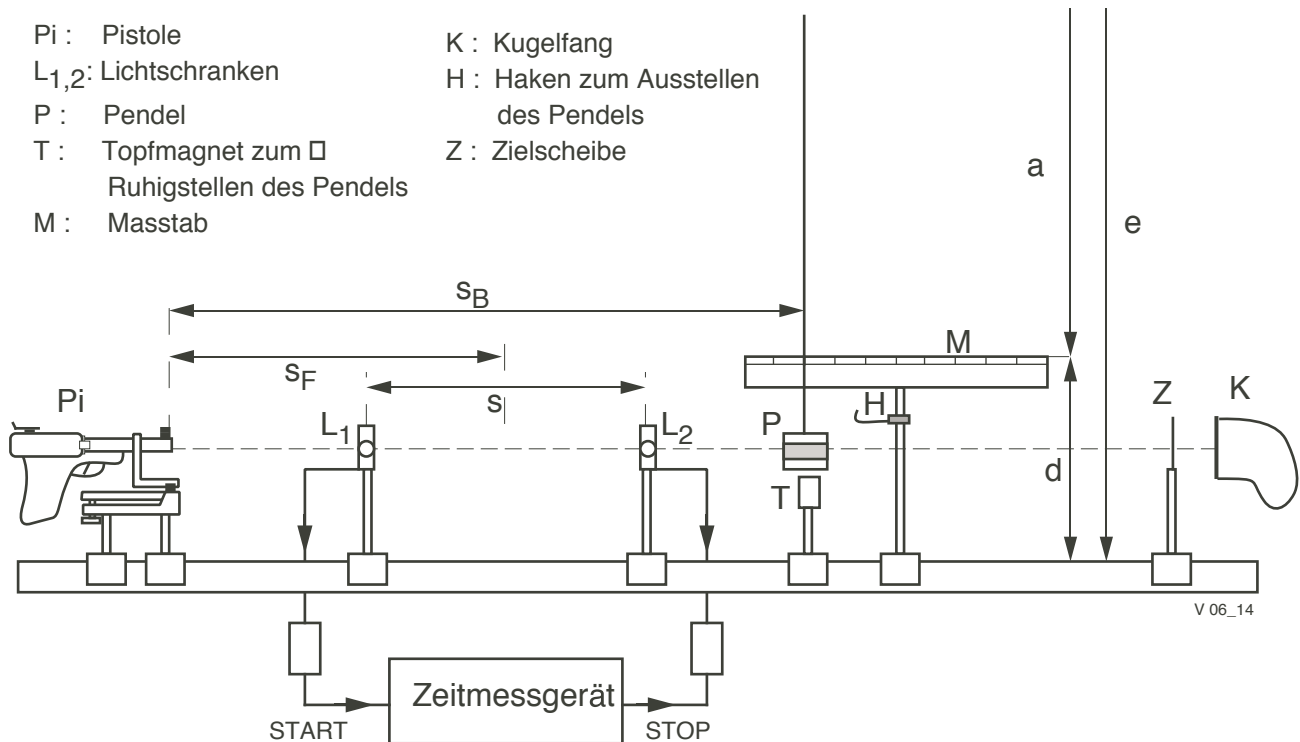 Pi : Pistole
L1,2: Lichtschranken
P : Pendel
T : Topfmagnet zum □
Ruhigstellen des Pendels
M : Masstab
K : Kugelfang
H : Haken zum Ausstellen
des Pendels
Z : Zielscheibe
a
e
sB
sF
s
M
Pi
L1
L2
P
H
Z
K
T
d
V 06_14
Zeitmessgerät
START
STOP